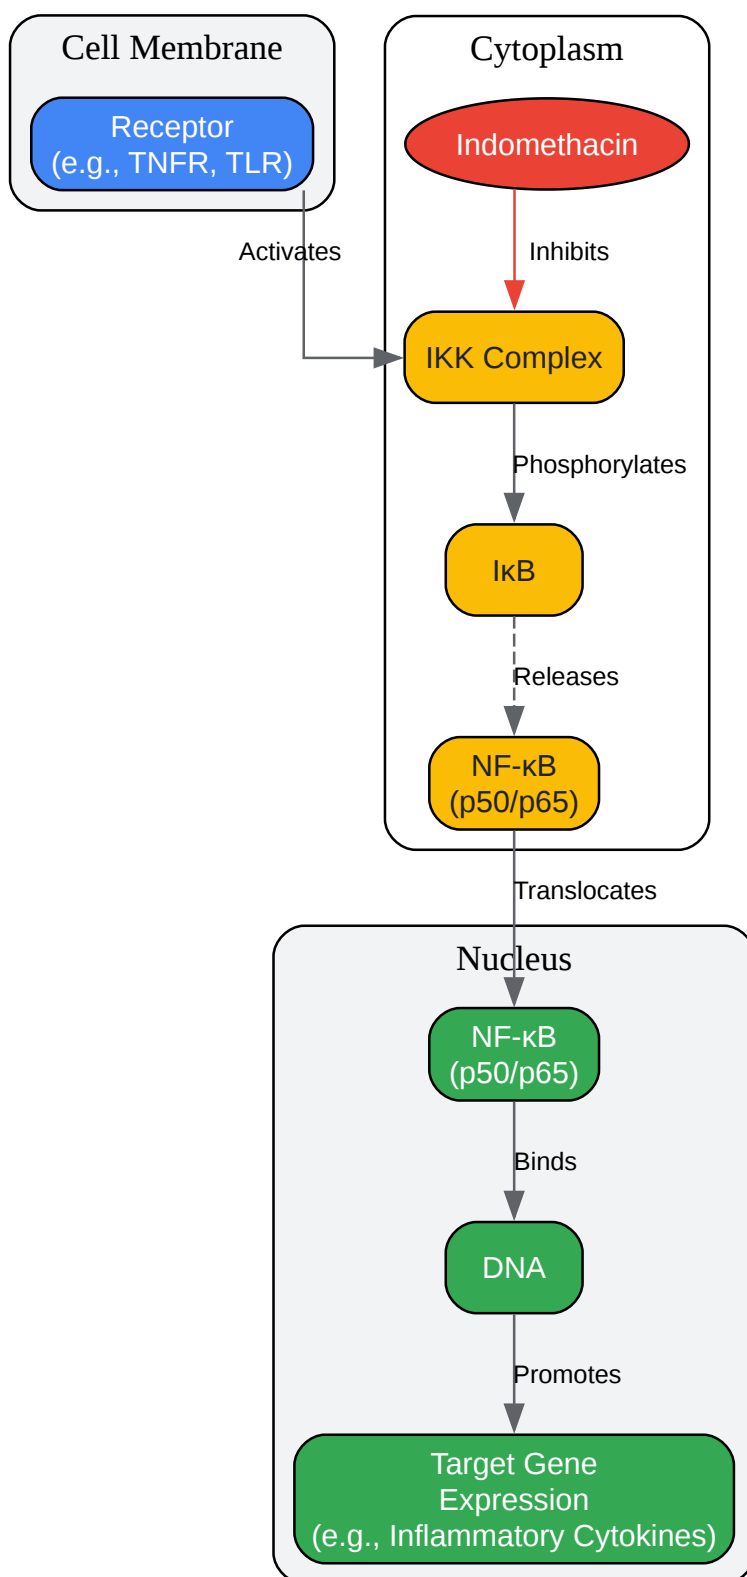 Cell Membrane
Receptor
(e.g., TNFR, TLR)
Activates
Cytoplasm
Indomethacin
Inhibits
IKK Complex
Phosphorylates
IκB
Releases
NF-κB
(p50/p65)
Translocates
Nucleus
NF-κB
(p50/p65)
Binds
DNA
Promotes
Target Gene
Expression
(e.g., Inflammatory Cytokines)